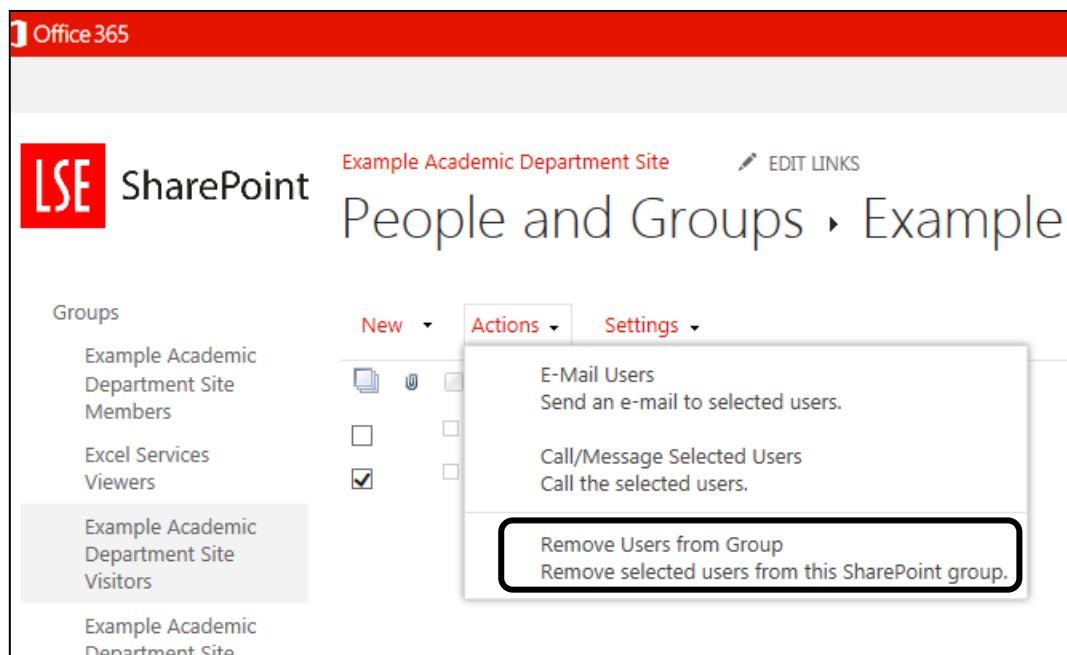 Office 365
LSE SharePoint
Example Academic Department Site EDIT LINKS
People and Groups ▸ Example
Groups
Example Academic
Department Site
Members
Excel Services
Viewers
Example Academic
Department Site
Visitors
Example Academic
Department Site
New Actions Settings
E-Mail Users
Send an e-mail to selected users.
Call/Message Selected Users
Call the selected users.
Remove Users from Group
Remove selected users from this SharePoint group.